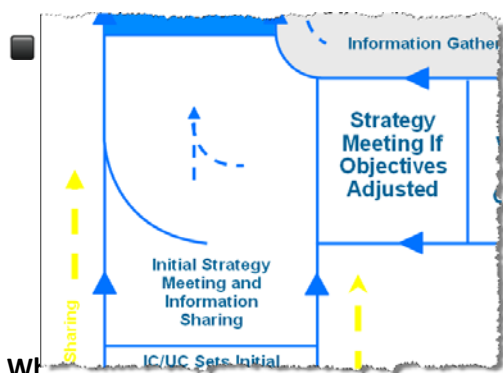 Information Gather
Strategy
Meeting If
Objectives
Adjusted
Initial Strategy
Meeting and
Information
Sharing
Sharing
IC/UC Sets Initial